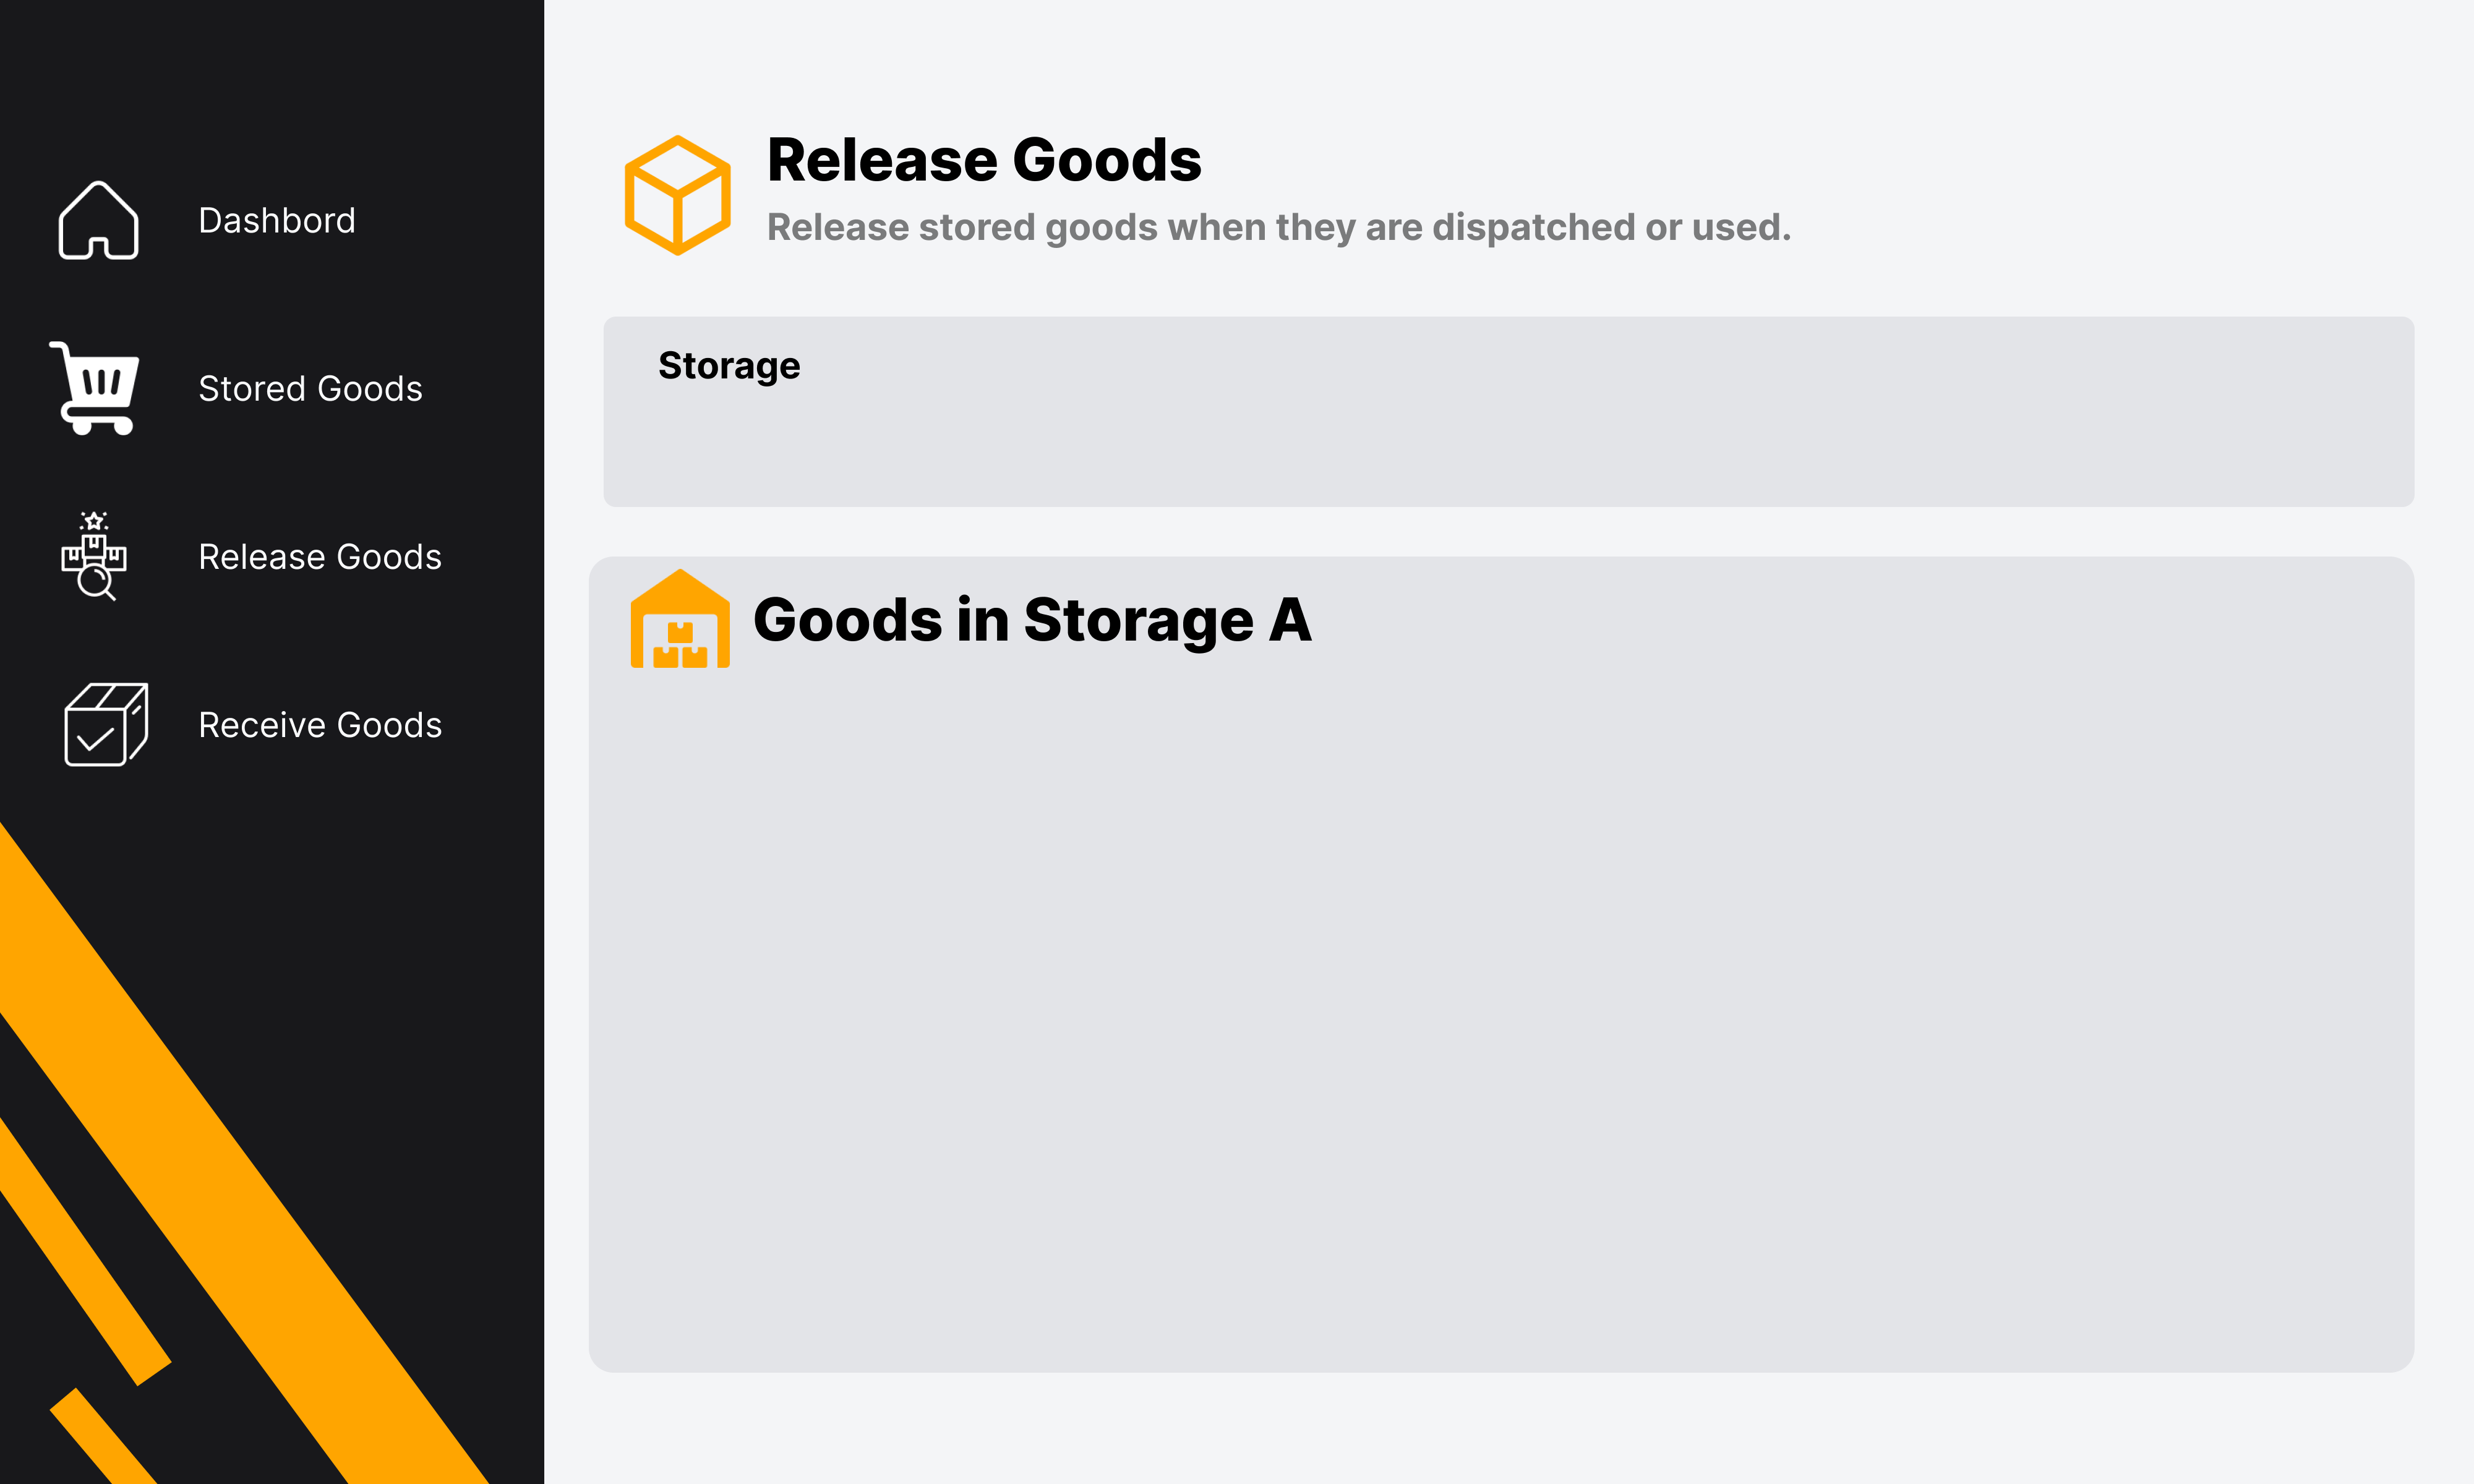 Dashbord
Stored Goods
Release Goods
Receive Goods
Release Goods
Release stored goods when they are dispatched or used.
Storage
Goods in Storage A